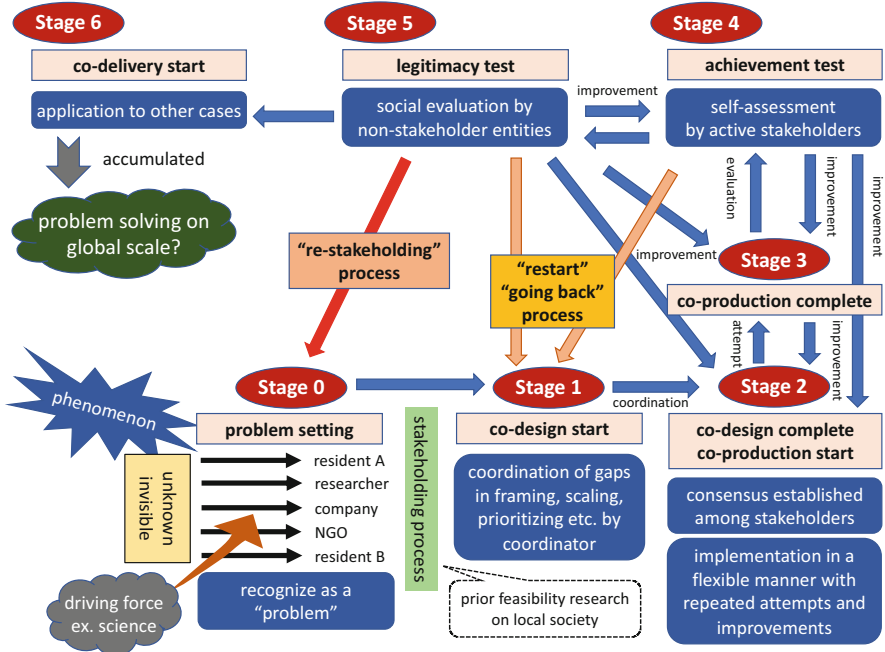 Stage 6
co-delivery start
application to other cases
accumulated
problem solving on
global scale?
Stage 5
legitimacy test
social evaluation by
non-stakeholder entities
improvement
Stage 4
achievement test
self-assessment
by active stakeholders
evaluation
improvement
improvement
"re-stakeholding"
process
"restart"
"going back"
process
improvement
Stage 3
co-production complete
attempt
improvement
phenomenon
Stage 0
problem setting
unknown
invisible
resident A
researcher
company
NGO
resident B
driving force
ex. science
recognize as a
"problem"
stakeholding process
Stage 1
co-design start
coordination of gaps
in framing, scaling,
prioritizing etc. by
coordinator
prior feasibility research
on local society
coordination
Stage 2
co-design complete
co-production start
consensus established
among stakeholders
implementation in a
flexible manner with
repeated attempts and
improvements